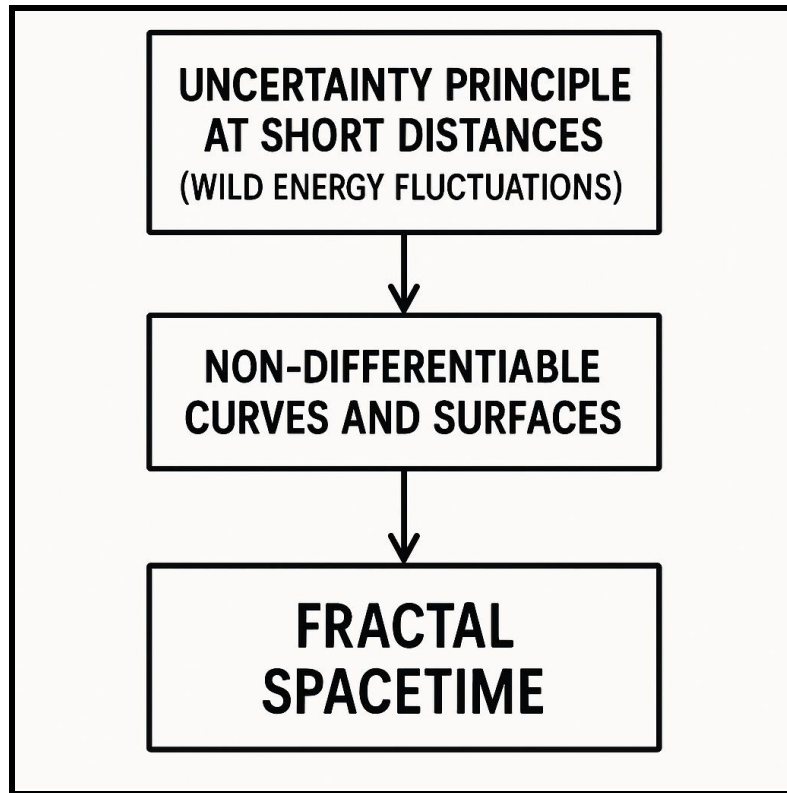 UNCERTAINTY PRINCIPLE
AT SHORT DISTANCES
(WILD ENERGY FLUCTUATIONS)
NON-DIFFERENTIABLE
CURVES AND SURFACES
FRACTAL
SPACETIME